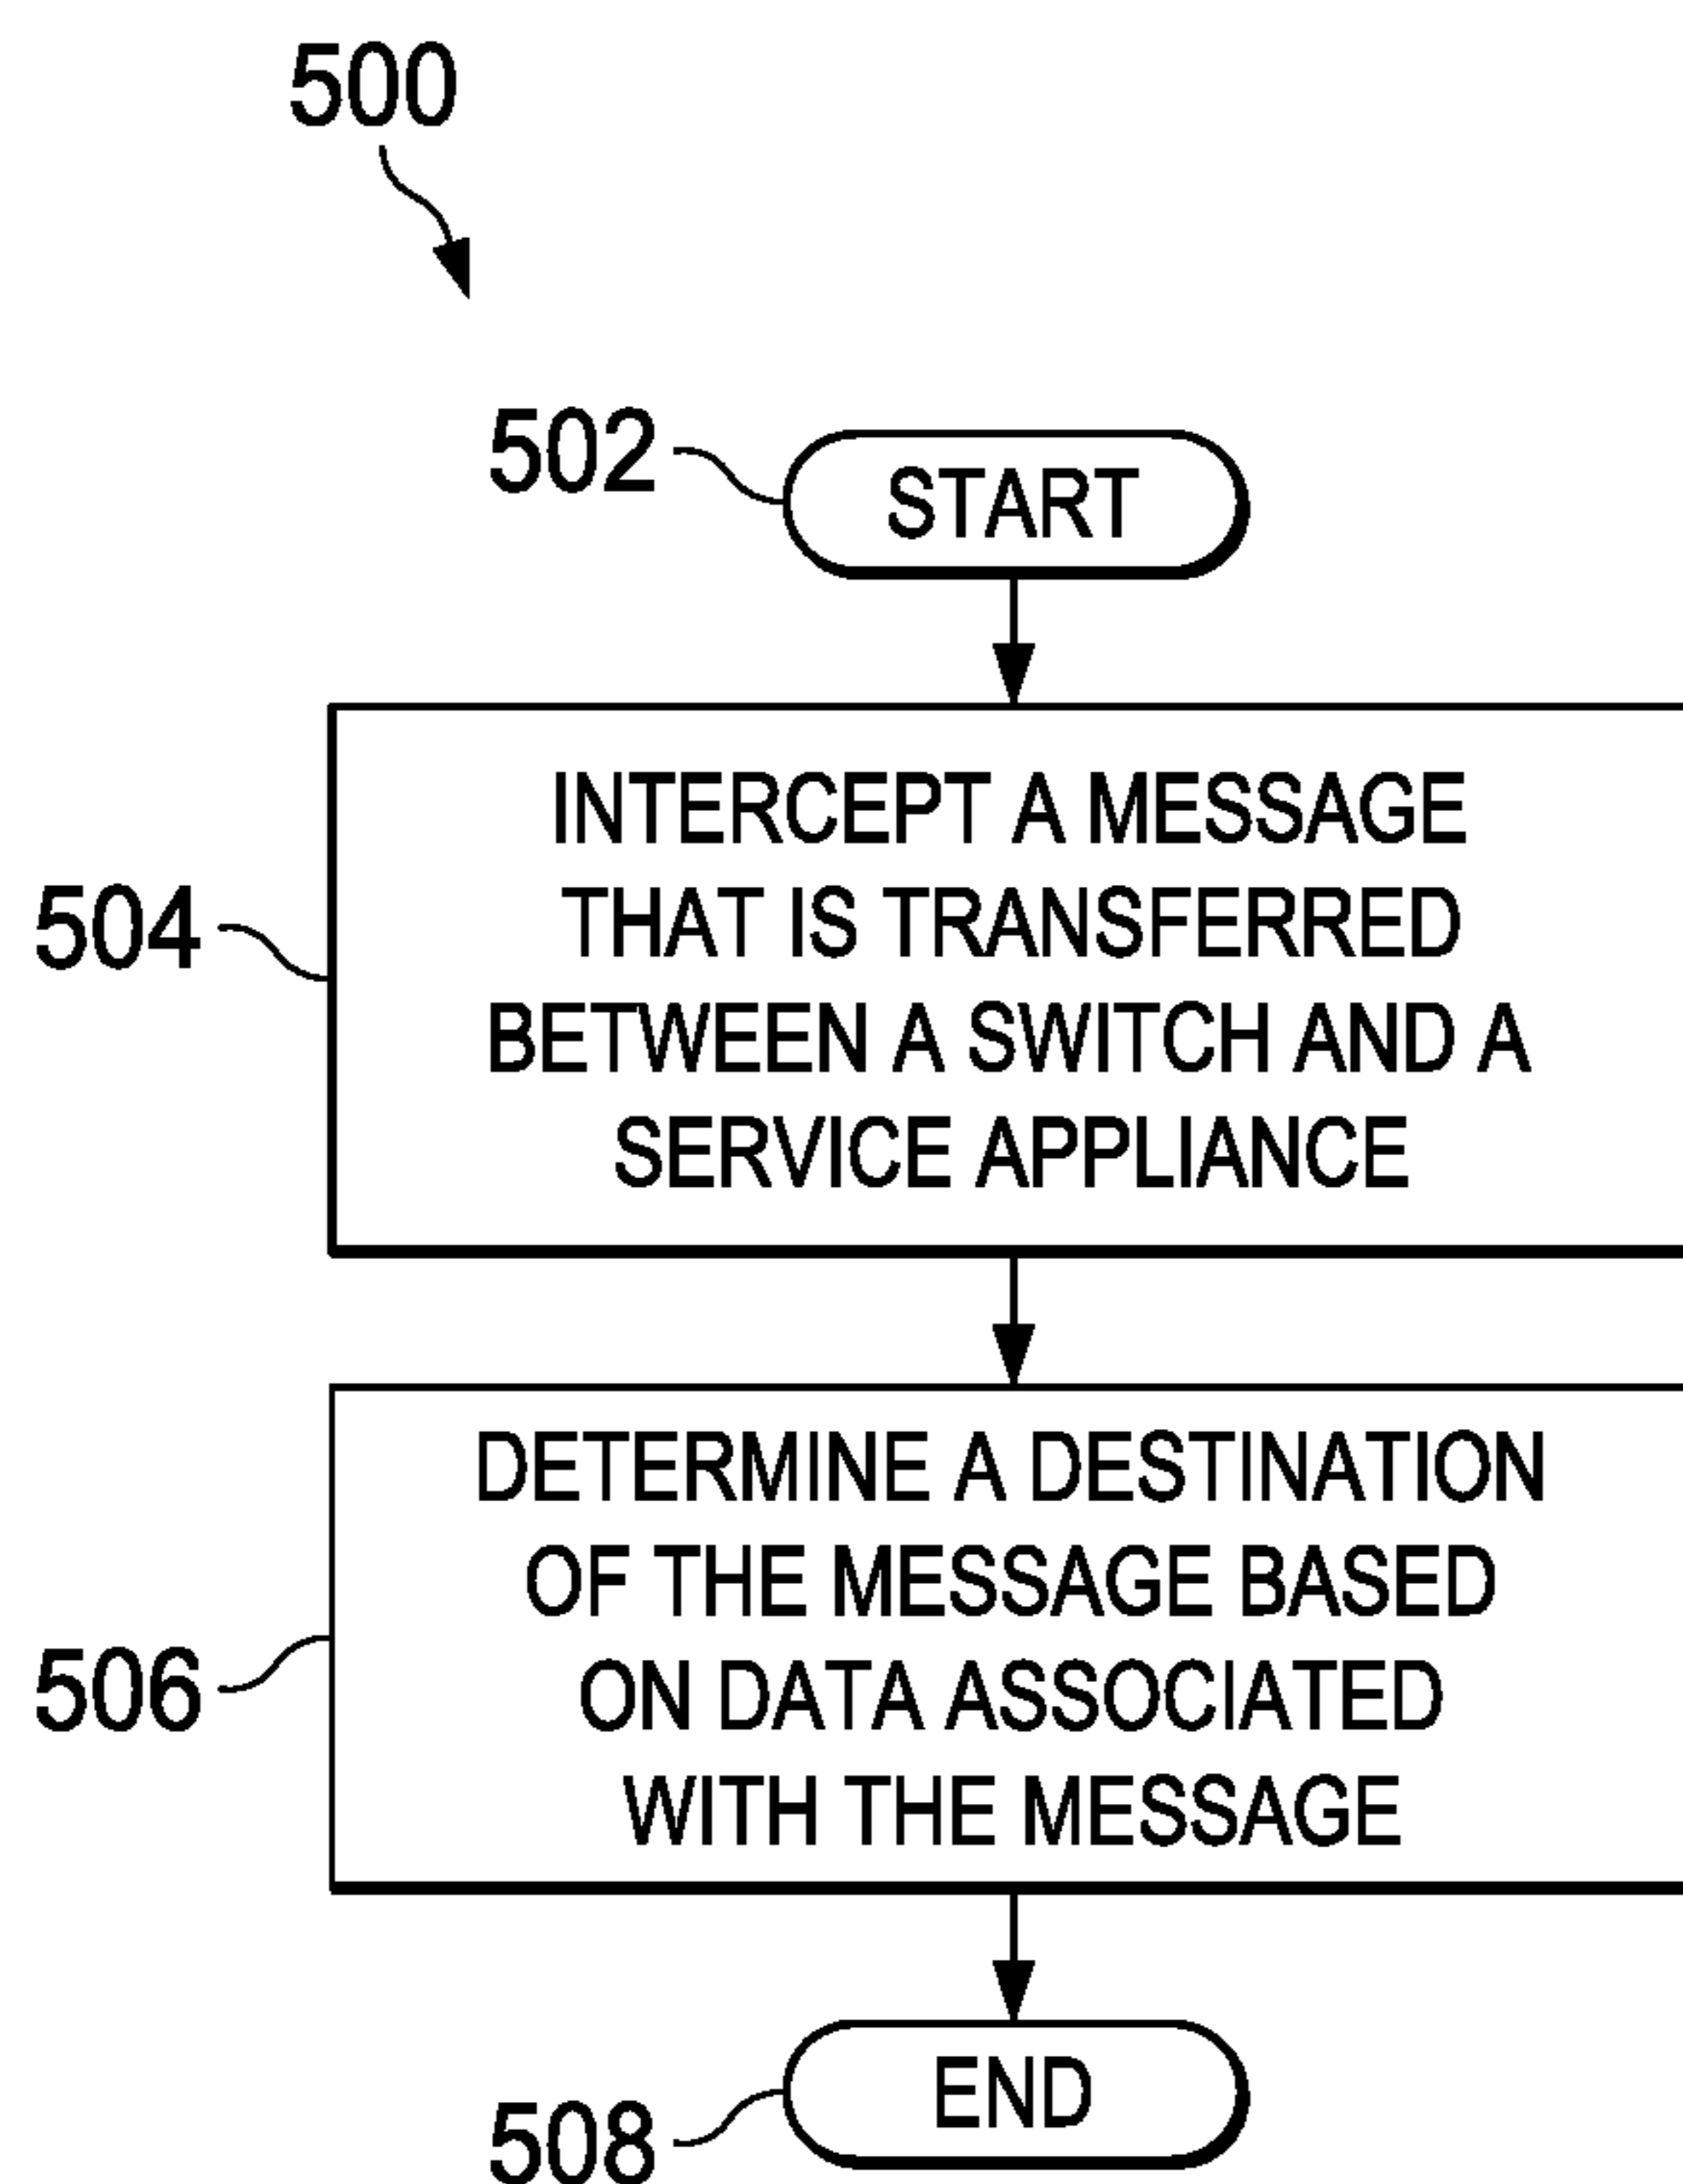 500
502
START
504
INTERCEPT A MESSAGE
THAT IS TRANSFERRED
BETWEEN A SWITCH AND A
SERVICE APPLIANCE
506
DETERMINE A DESTINATION
OF THE MESSAGE BASED
ON DATA ASSOCIATED
WITH THE MESSAGE
508
END